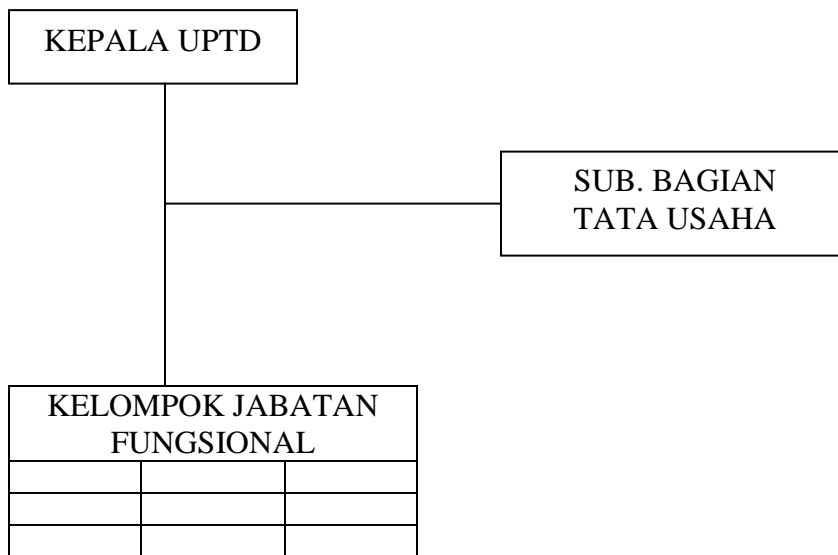 KEPALA UPTD
SUB. BAGIAN
TATA USAHA
KELOMPOK JABATAN
FUNGSIONAL